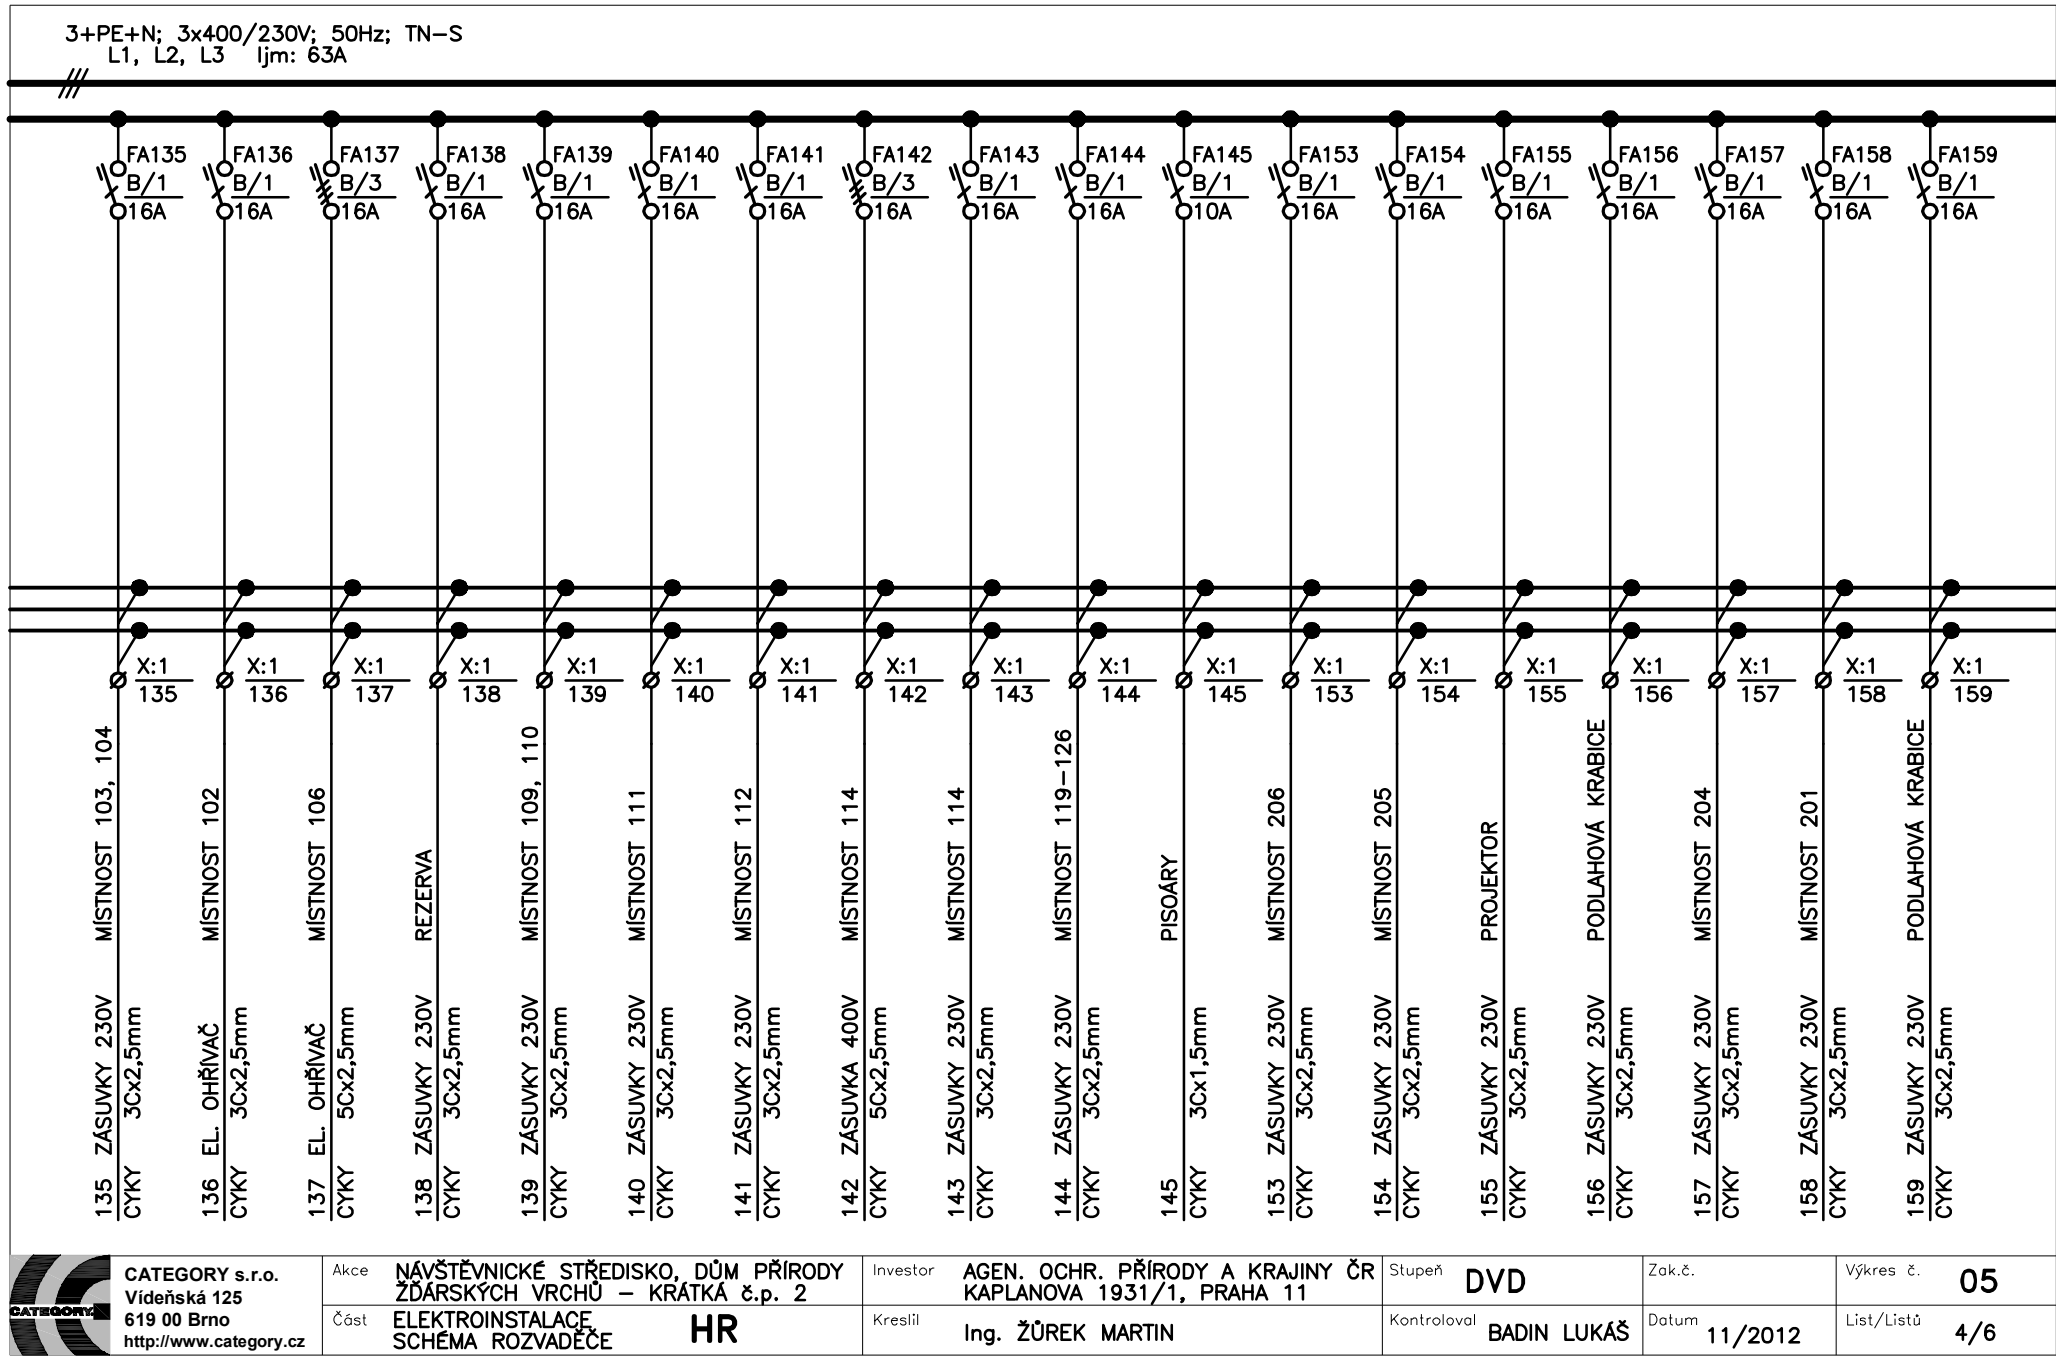 3+PE+N; 3x400/230V; 50Hz; TN-S
L1, L2, L3 Ijm: 63A
FA135
B/1
16A
FA136
B/1
16A
FA137
B/3
16A
FA138
B/1
16A
FA139
B/1
16A
FA140
B/1
16A
FA141
B/1
16A
FA142
B/3
16A
FA143
B/1
16A
FA144
B/1
16A
FA145
B/1
10A
FA153
B/1
16A
FA154
B/1
16A
FA155
B/1
16A
FA156
B/1
16A
FA157
B/1
16A
FA158
B/1
16A
FA159
B/1
16A
X:1
135
X:1
136
X:1
137
X:1
138
X:1
139
X:1
140
X:1
141
X:1
142
X:1
143
X:1
144
X:1
145
X:1
153
X:1
154
X:1
155
X:1
156
X:1
157
X:1
158
X:1
159
135 ZÁSUVKY 230V MÍSTNOST 103, 104
CYKY 3Cx2,5mm
136 EL. OHŘÍVAČ MÍSTNOST 102
CYKY 3Cx2,5mm
137 EL. OHŘÍVAČ MÍSTNOST 106
CYKY 5Cx2,5mm
138 ZÁSUVKY 230V REZERVA
CYKY 3Cx2,5mm
139 ZÁSUVKY 230V MÍSTNOST 109, 110
CYKY 3Cx2,5mm
140 ZÁSUVKY 230V MÍSTNOST 111
CYKY 3Cx2,5mm
141 ZÁSUVKY 230V MÍSTNOST 112
CYKY 3Cx2,5mm
142 ZÁSUVKA 400V MÍSTNOST 114
CYKY 5Cx2,5mm
143 ZÁSUVKY 230V MÍSTNOST 114
CYKY 3Cx2,5mm
144 ZÁSUVKY 230V MÍSTNOST 119-126
CYKY 3Cx2,5mm
145 PISOÁRY
CYKY 3Cx1,5mm
153 ZÁSUVKY 230V MÍSTNOST 206
CYKY 3Cx2,5mm
154 ZÁSUVKY 230V MÍSTNOST 205
CYKY 3Cx2,5mm
155 ZÁSUVKY 230V PROJEKTOR
CYKY 3Cx2,5mm
156 ZÁSUVKY 230V PODLAHOVÁ KRABICE
CYKY 3Cx2,5mm
157 ZÁSUVKY 230V MÍSTNOST 204
CYKY 3Cx2,5mm
158 ZÁSUVKY 230V MÍSTNOST 201
CYKY 3Cx2,5mm
159 ZÁSUVKY 230V PODLAHOVÁ KRABICE
CYKY 3Cx2,5mm
CATEGORY
CATEGORY s.r.o.
Vídeňská 125
619 00 Brno
http://www.category.cz
Akce NÁVŠTĚVNICKÉ STŘEDISKO, DŮM PŘÍRODY
ŽĎÁRSKÝCH VRCHŮ - KRÁTKÁ č.p. 2
Část ELEKTROINSTALACE
SCHÉMA ROZVADĚČE HR
Investor AGEN. OCHR. PŘÍRODY A KRAJINY ČR
KAPLANOVA 1931/1, PRAHA 11
Kreslil Ing. ŽŮREK MARTIN
Stupeň DVD
Kontroloval BADIN LUKÁŠ
Zak.č.
Datum 11/2012
Výkres č. 05
List/Listů 4/6